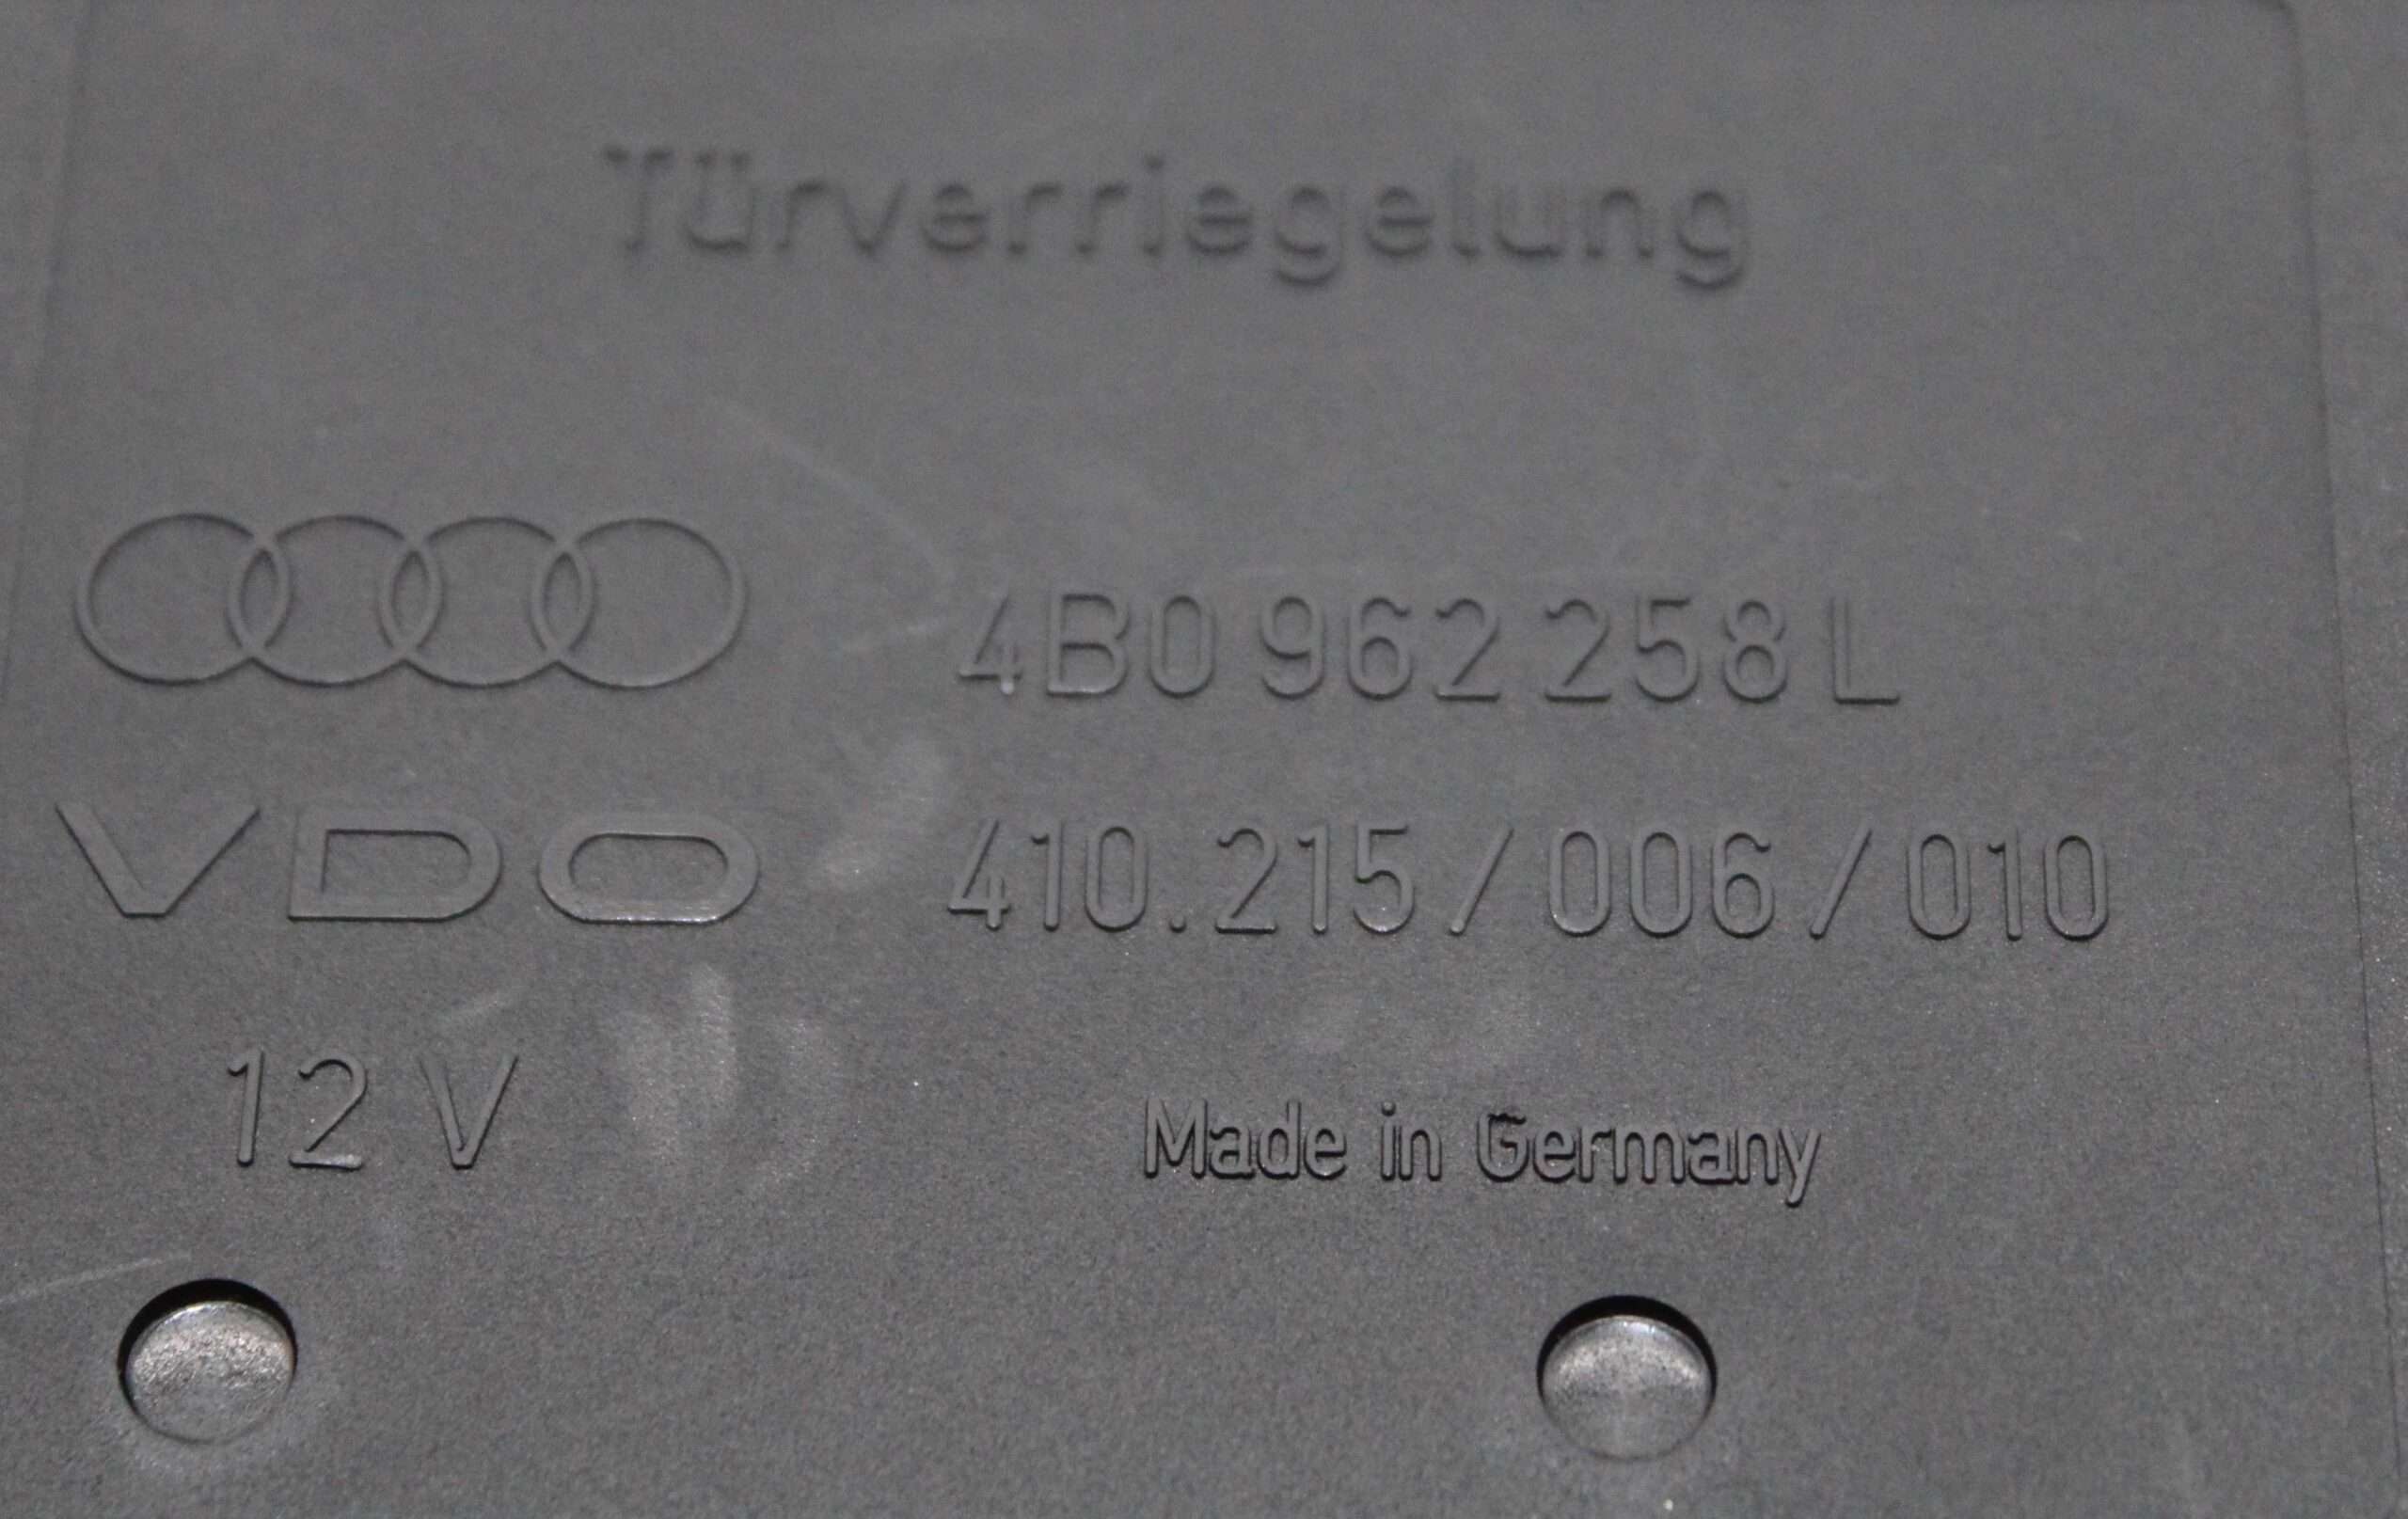 Türverriegelung
4B0 962 258 L
VDO 410.215/006/010
12 V Made in Germany